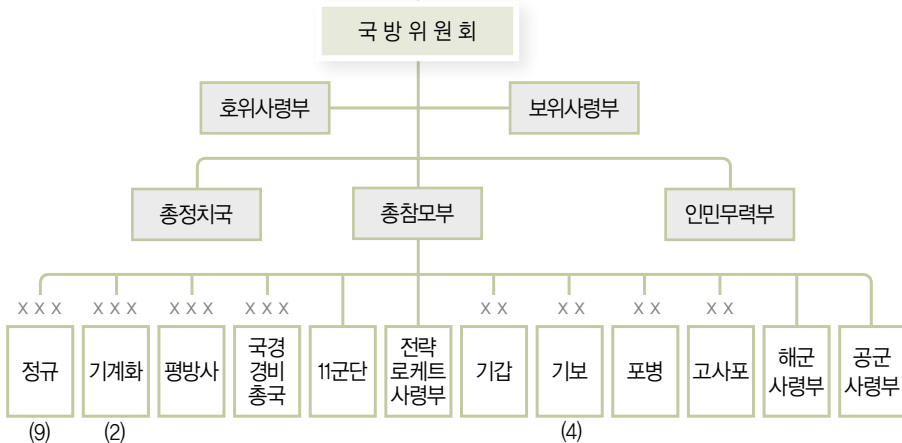 국 방 위 원 회
호위사령부 보위사령부
총정치국 총참모부 인민무력부
x x x x x x x x x x x x x x x x x x x x
정규 기계화 평방사 국경 경비 총국 11군단 전략 로케트 사령부 기갑 기보 포병 고사포 해군 사령부 공군 사령부
(9) (2) (4)